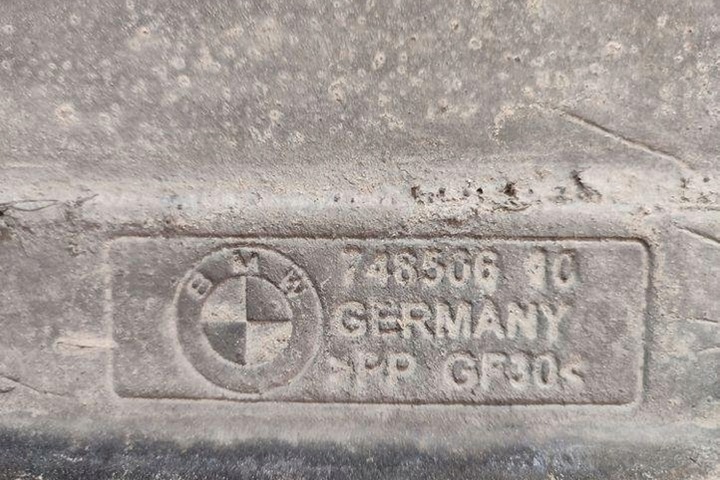 BMW
748506 10
GERMANY
>PP GF30<